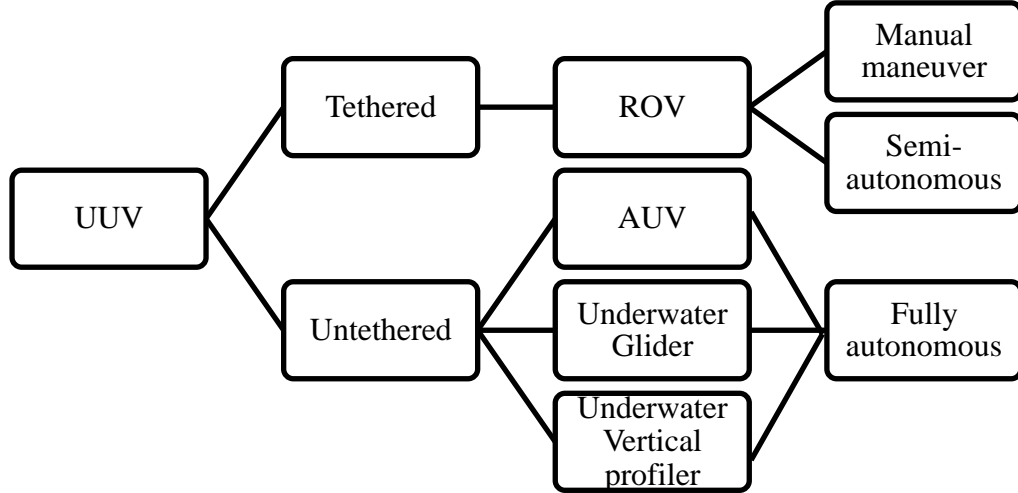 UUV
Tethered
Untethered
ROV
AUV
Underwater
Glider
Underwater
Vertical
profiler
Manual
maneuver
Semi-
autonomous
Fully
autonomous